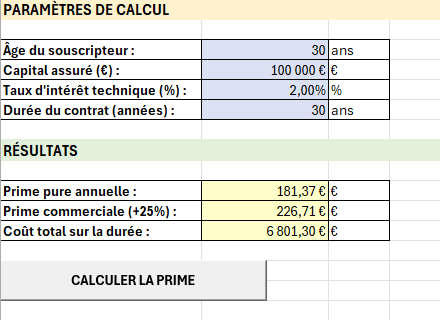 PARAMÈTRES DE CALCUL
Âge du souscripteur : 30 ans
Capital assuré (€) : 100 000 € €
Taux d'intérêt technique (%) : 2,00% %
Durée du contrat (années) : 30 ans
RÉSULTATS
Prime pure annuelle : 181,37 € €
Prime commerciale (+25%) : 226,71 € €
Coût total sur la durée : 6 801,30 € €
CALCULER LA PRIME